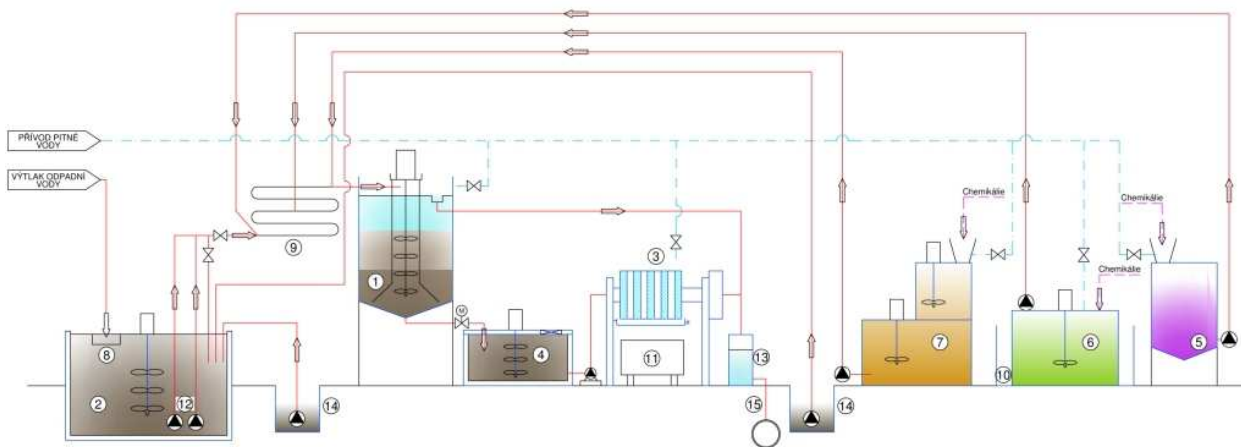 PŘÍVOD PITNÉ
VODY
VÝTLAK ODPADNÍ
VODY
Chemikálie
Chemikálie
Chemikálie
9
1
M
3
4
11
13
8
2
12
14
15
14
7
10
6
5